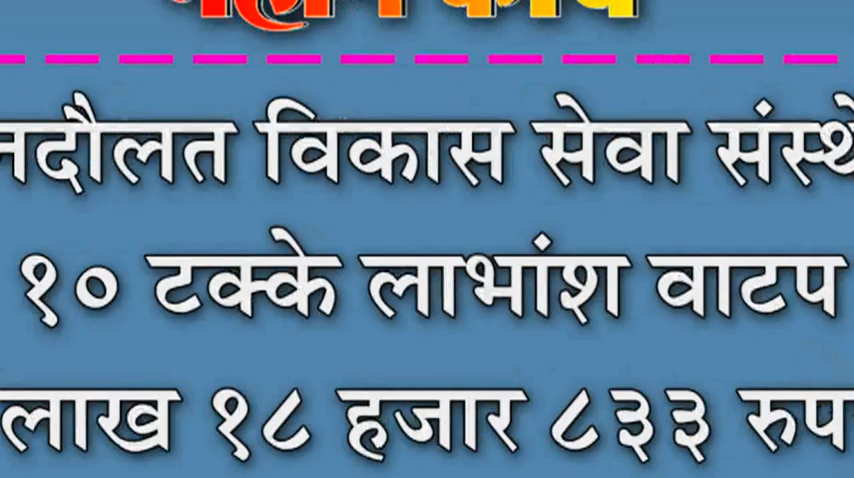 नदौलत विकास सेवा संस्थे
१० टक्के लाभांश वाटप
लाख १८ हजार ८३३ रुप